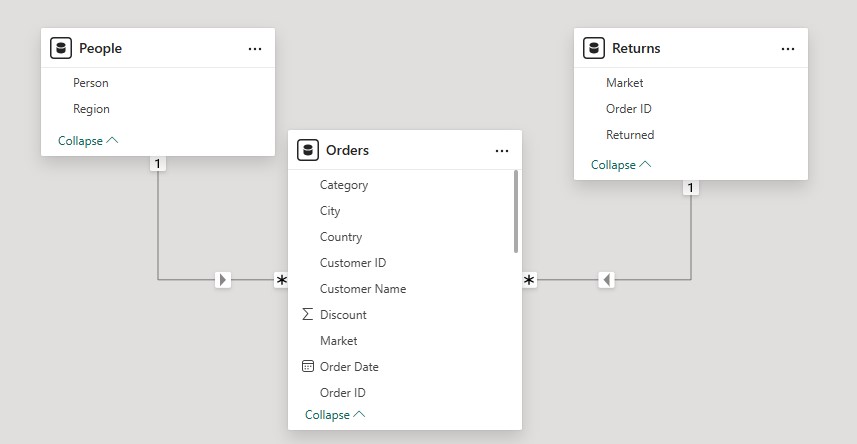 People
Person
Region
Collapse
1
Returns
Market
Order ID
Returned
Collapse
1
Orders
Category
City
Country
Customer ID
Customer Name
Discount
Market
Order Date
Order ID
Collapse
*
*